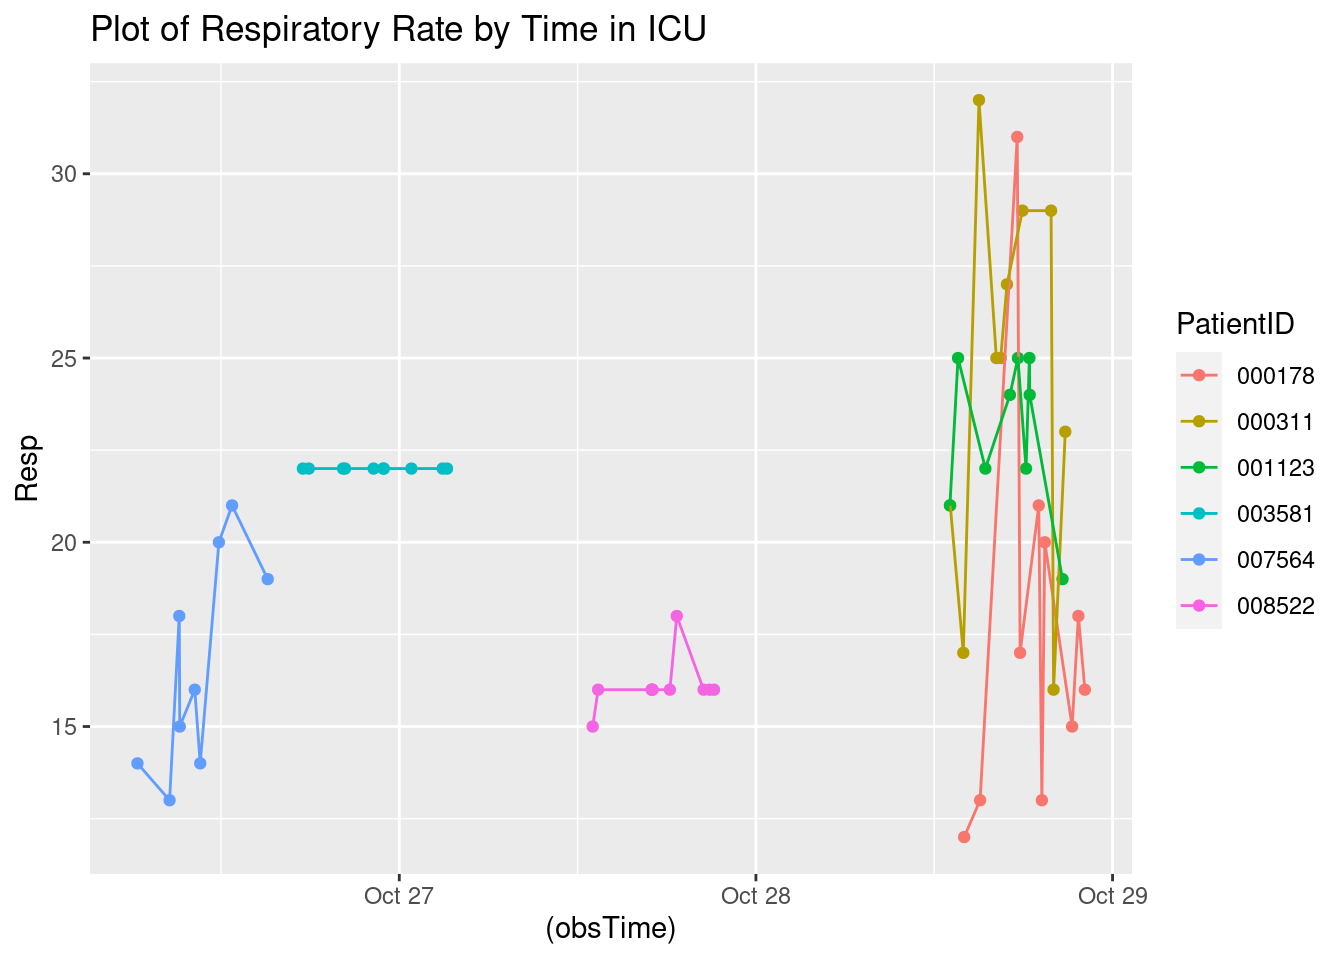 Plot of Respiratory Rate by Time in ICU
30
25
20
15
Resp
Oct 27
Oct 28
Oct 29
(obsTime)
PatientID
000178
000311
001123
003581
007564
008522